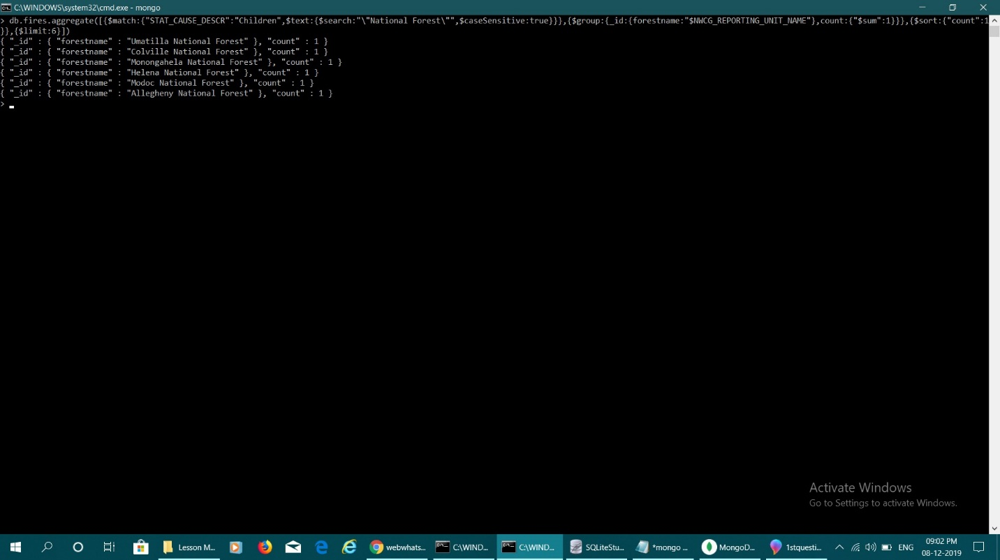 C:\WINDOWS\system32\cmd.exe - mongo
> db.fires.aggregate([{$match:{"STAT_CAUSE_DESCR":"Children",$text:{$search:"\"National Forest\"",$caseSensitive:true}}},{$group:{_id:{forestname:"$NWCG_REPORTING_UNIT_NAME"},count:{"$sum":1}}},{$sort:{"count":1
}},{$limit:6}])
{ "_id" : { "forestname" : "Umatilla National Forest" }, "count" : 1 }
{ "_id" : { "forestname" : "Colville National Forest" }, "count" : 1 }
{ "_id" : { "forestname" : "Monongahela National Forest" }, "count" : 1 }
{ "_id" : { "forestname" : "Helena National Forest" }, "count" : 1 }
{ "_id" : { "forestname" : "Modoc National Forest" }, "count" : 1 }
{ "_id" : { "forestname" : "Allegheny National Forest" }, "count" : 1 }
>
Activate Windows
Go to Settings to activate Windows.
Lesson M... webwhats... C:\WIND... C:\WIND... SQLiteStu... *mongo ... MongoD... 1stquesti... ENG 09:02 PM
08-12-2019